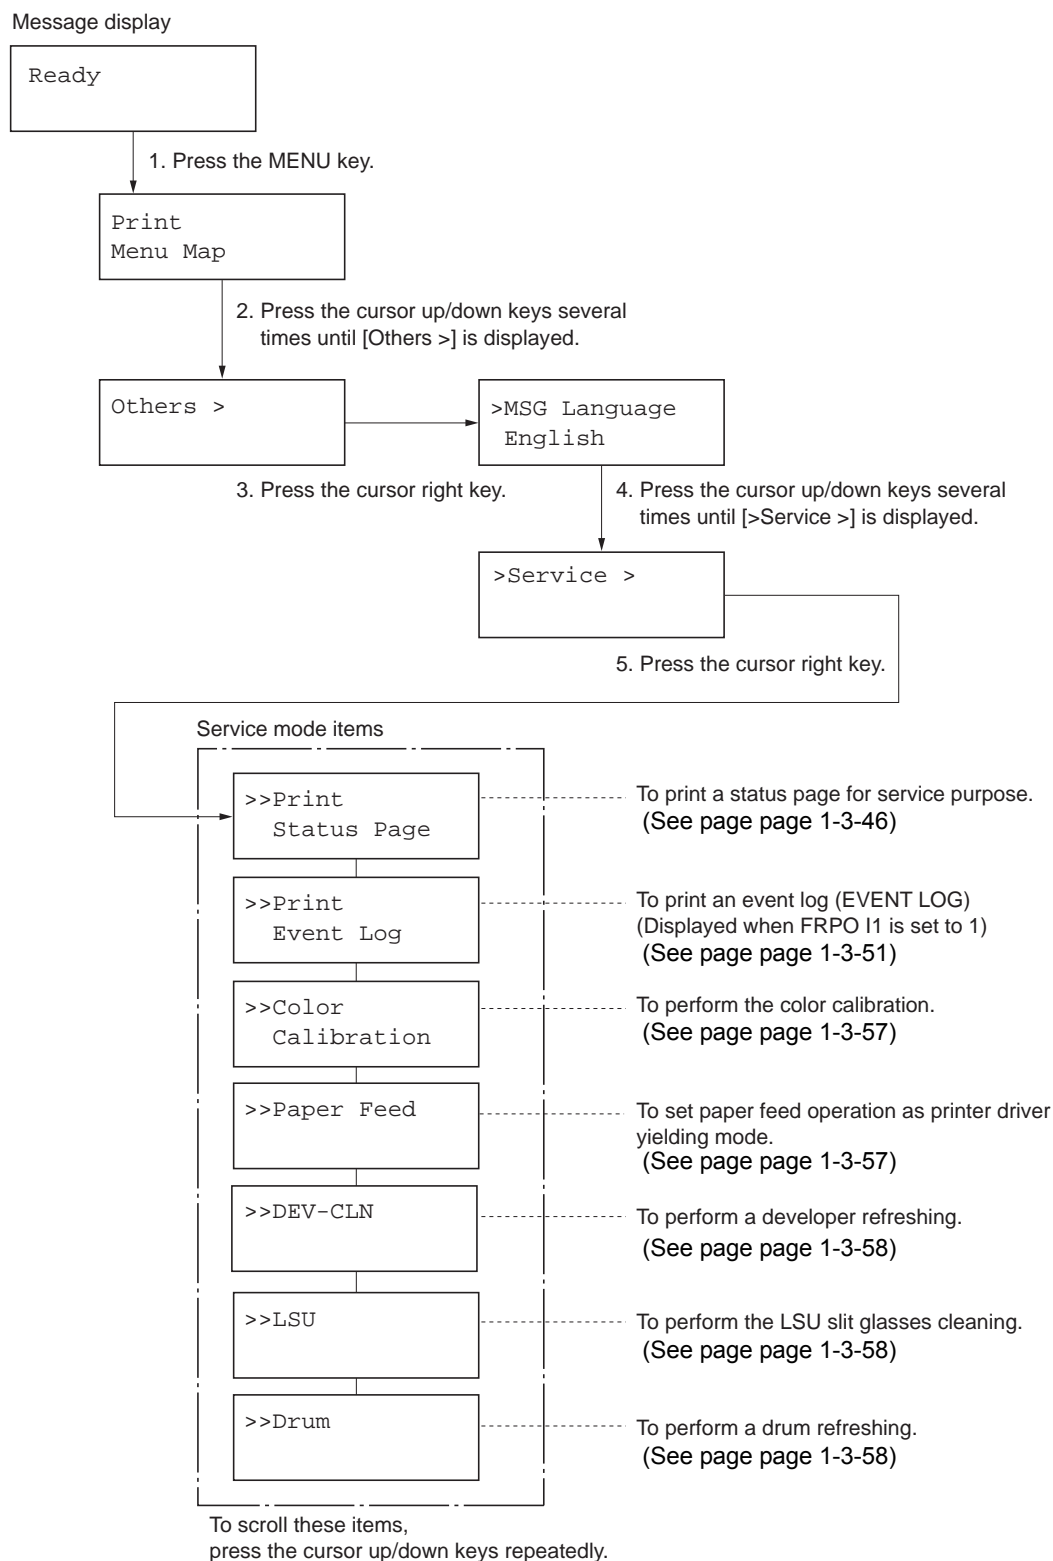 Message display
Ready
1. Press the MENU key.
Print
Menu Map
2. Press the cursor up/down keys several
times until [Others >] is displayed.
Others >
>MSG Language
English
3. Press the cursor right key.
4. Press the cursor up/down keys several
times until [>Service >] is displayed.
>Service >
5. Press the cursor right key.
Service mode items
>>Print
Status Page
To print a status page for service purpose.
(See page page 1-3-46)
>>Print
Event Log
To print an event log (EVENT LOG)
(Displayed when FRPO I1 is set to 1)
(See page page 1-3-51)
>>Color
Calibration
To perform the color calibration.
(See page page 1-3-57)
>>Paper Feed
To set paper feed operation as printer driver
yielding mode.
(See page page 1-3-57)
>>DEV-CLN
To perform a developer refreshing.
(See page page 1-3-58)
>>LSU
To perform the LSU slit glasses cleaning.
(See page page 1-3-58)
>>Drum
To perform a drum refreshing.
(See page page 1-3-58)
To scroll these items,
press the cursor up/down keys repeatedly.